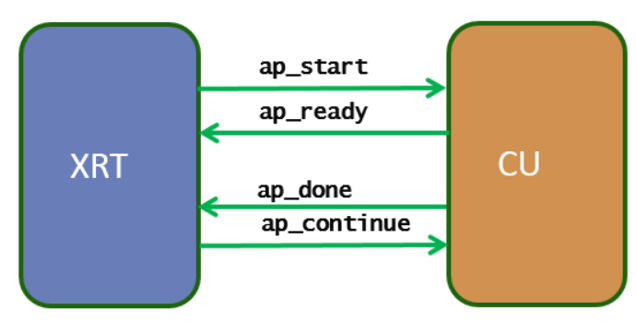 ap_start
ap_ready
XRT
CU
ap_done
ap_continue